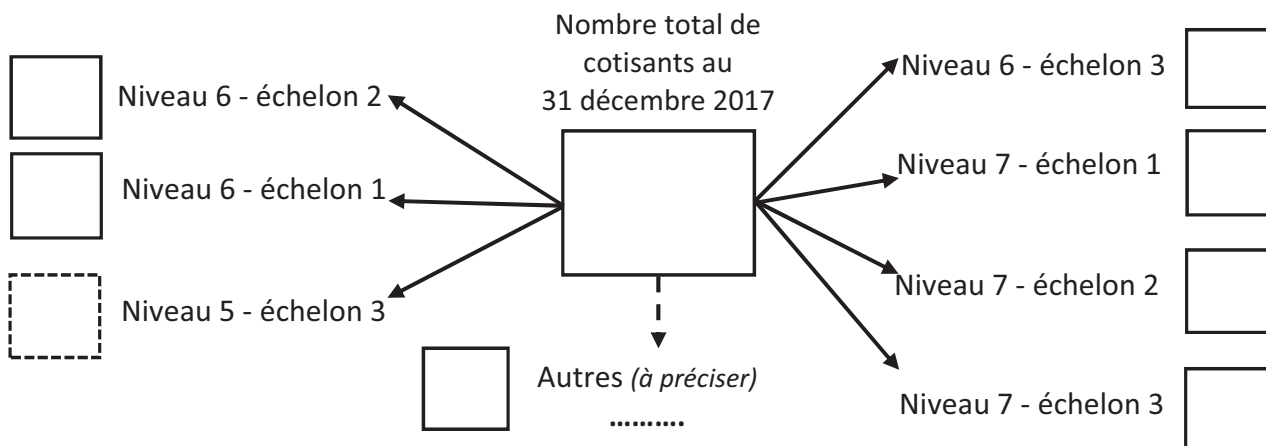 Nombre total de
cotisants au
31 décembre 2017
Niveau 6 - échelon 2
Niveau 6 - échelon 1
Niveau 5 - échelon 3
Niveau 6 - échelon 3
Niveau 7 - échelon 1
Niveau 7 - échelon 2
Niveau 7 - échelon 3
Autres (à préciser)
..........